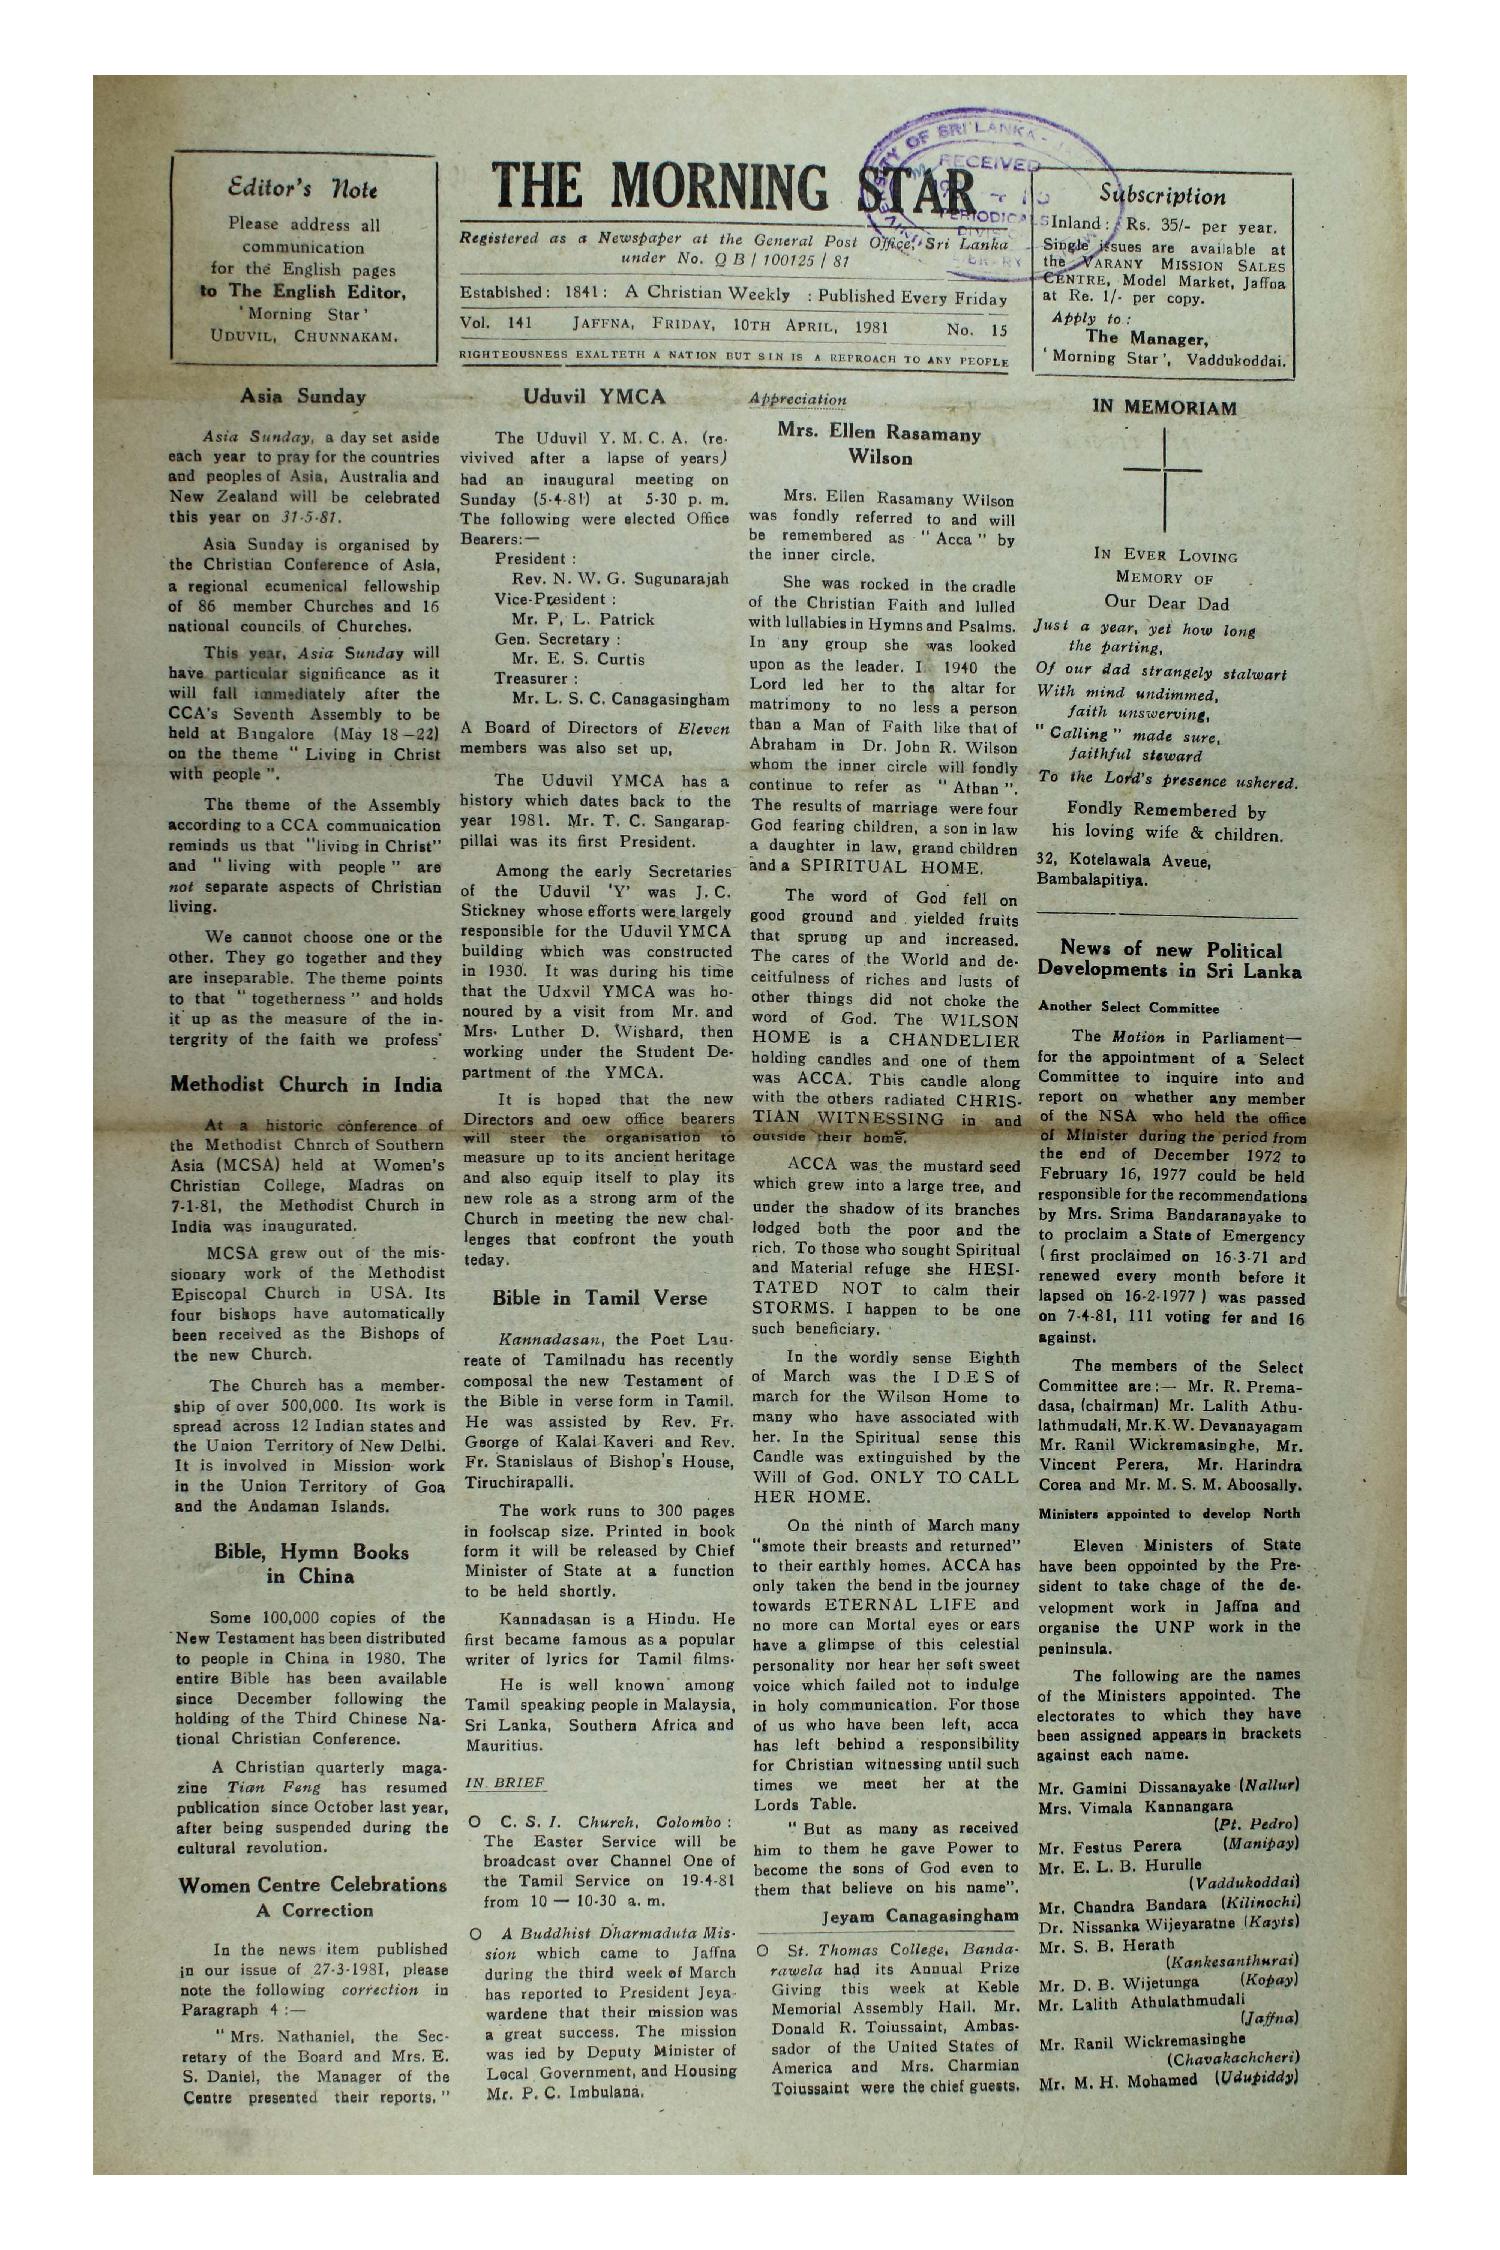 Editor's Note
Please address all
communication
for the English pages
to The English Editor,
'Morning Star'
UDUVIL, CHUNNAKAM.
THE MORNING STAR
Registered as a Newspaper at the General Post Office, Sri Lanka
under No. Q B / 100125 / 81
Estabished : 1841 : A Christian Weekly : Published Every Friday
Vol. 141 JAFFNA, FRIDAY, 10TH APRIL, 1981 No. 15
RIGHTEOUSNESS EXALTETH A NATION BUT SIN IS A REPROACH TO ANY PEOPLE
OF SRI LANKA
RECEIVED
PERIODICALS
Subscription
Inland : Rs. 35/- per year.
Single issues are available at
the VARANY MISSION SALES
CENTRE, Model Market, Jaffna
at Re. 1/- per copy.
Apply to :
The Manager,
'Morning Star', Vaddukoddai.
Asia Sunday
Asia Sunday, a day set aside
each year to pray for the countries
and peoples of Asia, Australia and
New Zealand will be celebrated
this year on 31-5-81.
Asia Sunday is organised by
the Christian Conference of Asia,
a regional ecumenical fellowship
of 86 member Churches and 16
national councils of Churches.
This year, Asia Sunday will
have particular significance as it
will fall immediately after the
CCA's Seventh Assembly to be
held at Bangalore (May 18—22)
on the theme "Living in Christ
with people".
The theme of the Assembly
according to a CCA communication
reminds us that "living in Christ"
and "living with people" are
not separate aspects of Christian
living.
We cannot choose one or the
other. They go together and they
are inseparable. The theme points
to that "togetherness" and holds
it up as the measure of the in-
tergrity of the faith we profess'
Methodist Church in India
At a historic conference of
the Methodist Chnrch of Southern
Asia (MCSA) held at Women's
Christian College, Madras on
7-1-81, the Methodist Church in
India was inaugurated.
MCSA grew out of the mis-
sionary work of the Methodist
Episcopal Church in USA. Its
four bishops have automatically
been received as the Bishops of
the new Church.
The Church has a member-
ship of over 500,000. Its work is
spread across 12 Indian states and
the Union Territory of New Delhi.
It is involved in Mission work
in the Union Territory of Goa
and the Andaman Islands.
Bible, Hymn Books
in China
Some 100,000 copies of the
New Testament has been distributed
to people in China in 1980. The
entire Bible has been available
since December following the
holding of the Third Chinese Na-
tional Christian Conference.
A Christian quarterly maga-
zine Tian Feng has resumed
publication since October last year,
after being suspended during the
cultural revolution.
Women Centre Celebrations
A Correction
In the news item published
in our issue of 27-3-1981, please
note the following correction in
Paragraph 4 :—
"Mrs. Nathaniel, the Sec-
retary of the Board and Mrs. E.
S. Daniel, the Manager of the
Centre presented their reports."
Uduvil YMCA
The Uduvil Y. M. C. A. (re-
vivived after a lapse of years)
had an inaugural meeting on
Sunday (5-4-81) at 5-30 p. m.
The following were elected Office
Bearers:—
President :
Rev. N. W. G. Sugunarajah
Vice-President :
Mr. P, L. Patrick
Gen. Secretary :
Mr. E. S. Curtis
Treasurer :
Mr. L. S. C. Canagasingham
A Board of Directors of Eleven
members was also set up,
The Uduvil YMCA has a
history which dates back to the
year 1981. Mr. T. C. Sangarap-
pillai was its first President.
Among the early Secretaries
of the Uduvil 'Y' was J. C.
Stickney whose efforts were largely
responsible for the Uduvil YMCA
building which was constructed
in 1930. It was during his time
that the Udxvil YMCA was ho-
noured by a visit from Mr. and
Mrs. Luther D. Wishard, then
working under the Student De-
partment of the YMCA.
It is hoped that the new
Directors and oew office bearers
will steer the organisation to
measure up to its ancient heritage
and also equip itself to play its
new role as a strong arm of the
Church in meeting the new chal-
lenges that confront the youth
teday.
Bible in Tamil Verse
Kannadasan, the Poet Lau-
reate of Tamilnadu has recently
composal the new Testament of
the Bible in verse form in Tamil.
He was assisted by Rev. Fr.
George of Kalai Kaveri and Rev.
Fr. Stanislaus of Bishop's House,
Tiruchirapalli.
The work runs to 300 pages
in foolscap size. Printed in book
form it will be released by Chief
Minister of State at a function
to be held shortly.
Kannadasan is a Hindu. He
first became famous as a popular
writer of lyrics for Tamil films.
He is well known among
Tamil speaking people in Malaysia,
Sri Lanka, Southern Africa and
Mauritius.
IN BRIEF
O C. S. I. Church, Colombo :
The Easter Service will be
broadcast over Channel One of
the Tamil Service on 19-4-81
from 10 — 10-30 a. m.
O A Buddhist Dharmaduta Mis-
sion which came to Jaffna
during the third week of March
has reported to President Jeya-
wardene that their mission was
a great success. The mission
was ied by Deputy Minister of
Local Government, and Housing
Mr. P. C. Imbulana.
Appreciation
Mrs. Ellen Rasamany
Wilson
Mrs. Ellen Rasamany Wilson
was fondly referred to and will
be remembered as "Acca" by
the inner circle.
She was rocked in the cradle
of the Christian Faith and lulled
with lullabies in Hymns and Psalms.
In any group she was looked
upon as the leader. I 1940 the
Lord led her to the altar for
matrimony to no less a person
than a Man of Faith like that of
Abraham in Dr. John R. Wilson
whom the inner circle will fondly
continue to refer as "Athan".
The results of marriage were four
God fearing children, a son in law
a daughter in law, grand children
and a SPIRITUAL HOME.
The word of God fell on
good ground and yielded fruits
that sprung up and increased.
The cares of the World and de-
ceitfulness of riches and lusts of
other things did not choke the
word of God. The WILSON
HOME is a CHANDELIER
holding candles and one of them
was ACCA. This candle along
with the others radiated CHRIS-
TIAN WITNESSING in and
outside their home.
ACCA was the mustard seed
which grew into a large tree, and
under the shadow of its branches
lodged both the poor and the
rich. To those who sought Spiritual
and Material refuge she HESI-
TATED NOT to calm their
STORMS. I happen to be one
such beneficiary.
In the wordly sense Eighth
of March was the I D E S of
march for the Wilson Home to
many who have associated with
her. In the Spiritual sense this
Candle was extinguished by the
Will of God. ONLY TO CALL
HER HOME.
On the ninth of March many
"smote their breasts and returned"
to their earthly homes. ACCA has
only taken the bend in tbe journey
towards ETERNAL LIFE and
no more can Mortal eyes or ears
have a glimpse of this celestial
personality nor hear her soft sweet
voice which failed not to indulge
in holy communication. For those
of us who have been left, acca
has left behind a responsibility
for Christian witnessing until such
times we meet her at the
Lords Table.
"But as many as received
him to them he gave Power to
become the sons of God even to
them that believe on his name".
Jeyam Canagasingham
O St. Thomas College, Banda-
rawela had its Annual Prize
Giving this week at Keble
Memorial Assembly Hall. Mr.
Donald R. Toiussaint, Ambas-
sador of the United States of
America and Mrs. Charmian
Toiussaint were the chief guests.
IN MEMORIAM
IN EVER LOVING
MEMORY OF
Our Dear Dad
Just a year, yet how long
the parting,
Of our dad strangely stalwart
With mind undimmed,
faith unswerving,
"Calling" made sure,
faithful steward
To the Lord's presence ushered.
Fondly Remembered by
his loving wife & children.
32, Kotelawala Aveue,
Bambalapitiya.
News of new Political
Developments in Sri Lanka
Another Select Committee
The Motion in Parliament—
for the appointment of a Select
Committee to inquire into and
report on whether any member
of the NSA who held the office
of Minister during the period from
the end of December 1972 to
February 16, 1977 could be held
responsible for the recommendations
by Mrs. Srima Bandaranayake to
to proclaim a State of Emergency
( first proclaimed on 16-3-71 and
renewed every month before it
lapsed on 16-2-1977 ) was passed
on 7-4-81, 111 voting for and 16
against.
The members of the Select
Committee are :— Mr. R. Prema-
dasa, (chairman) Mr. Lalith Athu-
lathmudali, Mr. K. W. Devanayagam
Mr. Ranil Wickremasinghe, Mr.
Vincent Perera, Mr. Harindra
Corea and Mr. M. S. M. Aboosally.
Ministers appointed to develop North
Eleven Ministers of State
have been oppointed by the Pre-
sident to take chage of the de-
velopment work in Jaffna and
organise the UNP work in the
peninsula.
The following are the names
of the Ministers appointed. The
electorates to which they have
been assigned appears in brackets
against each name.
Mr. Gamini Dissanayake (Nallur)
Mrs. Vimala Kannangara
(Pt. Pedro)
Mr. Festus Perera (Manipay)
Mr. E. L. B. Hurulle
(Vaddukoddai)
Mr. Chandra Bandara (Kilinochi)
Dr. Nissanka Wijeyaratne (Kayts)
Mr. S. B. Herath
(Kankesanthurai)
Mr. D. B. Wijetunga (Kopay)
Mr. Lalith Athulathmudali
(Jaffna)
Mr. Ranil Wickremasinghe
(Chavakachcheri)
Mr. M. H. Mohamed (Udupiddy)